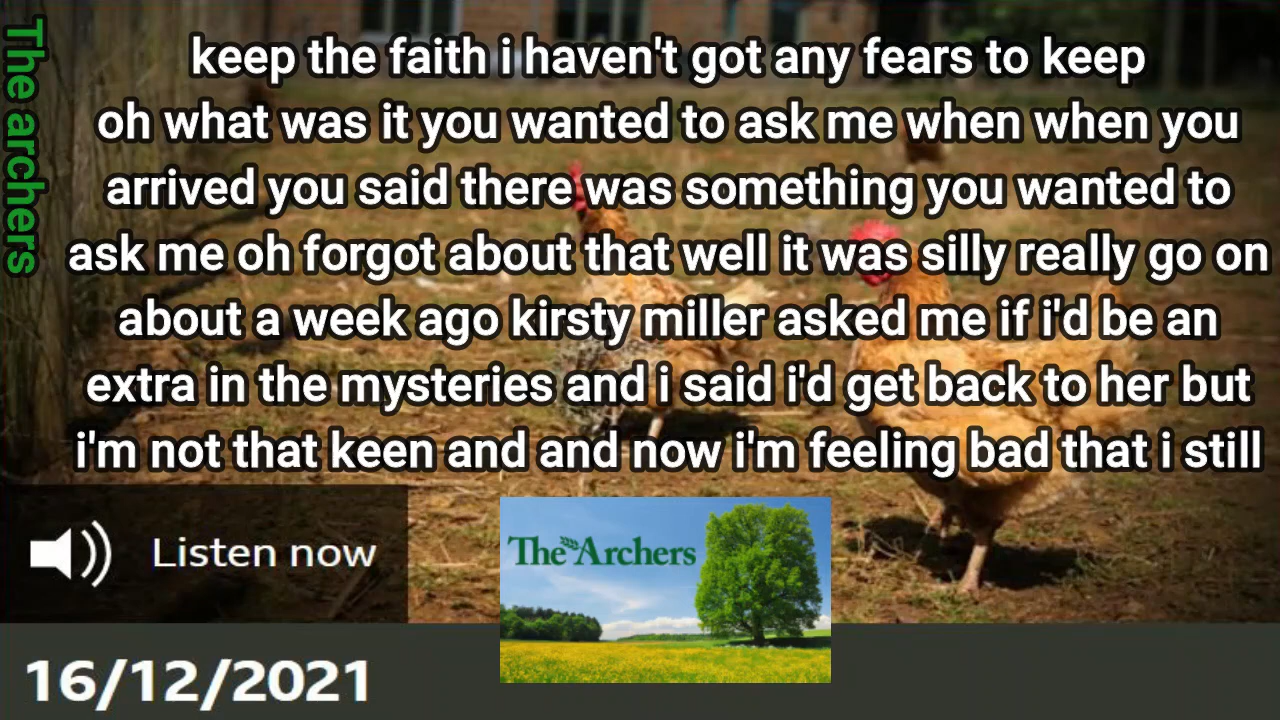 The archers
keep the faith i haven't got any fears to keep
oh what was it you wanted to ask me when when you
arrived you said there was something you wanted to
ask me oh forgot about that well it was silly really go on
about a week ago kirsty miller asked me if i'd be an
extra in the mysteries and i said i'd get back to her but
i'm not that keen and and now i'm feeling bad that i still
Listen now
The Archers
16/12/2021